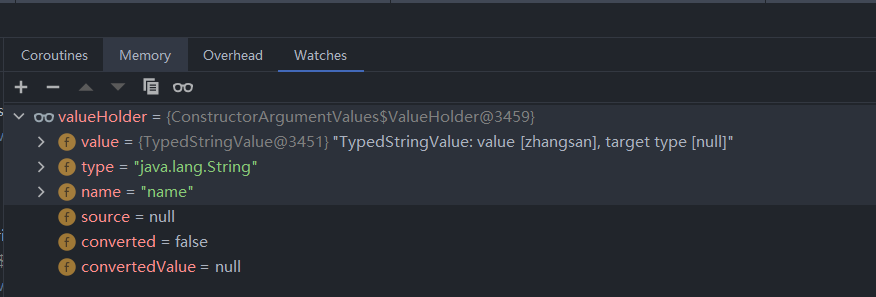 Coroutines Memory Overhead Watches
valueHolder = {ConstructorArgumentValues$ValueHolder@3459}
f value = {TypedStringValue@3451} "TypedStringValue: value [zhangsan], target type [null]"
f type = "java.lang.String"
f name = "name"
f source = null
f converted = false
f convertedValue = null